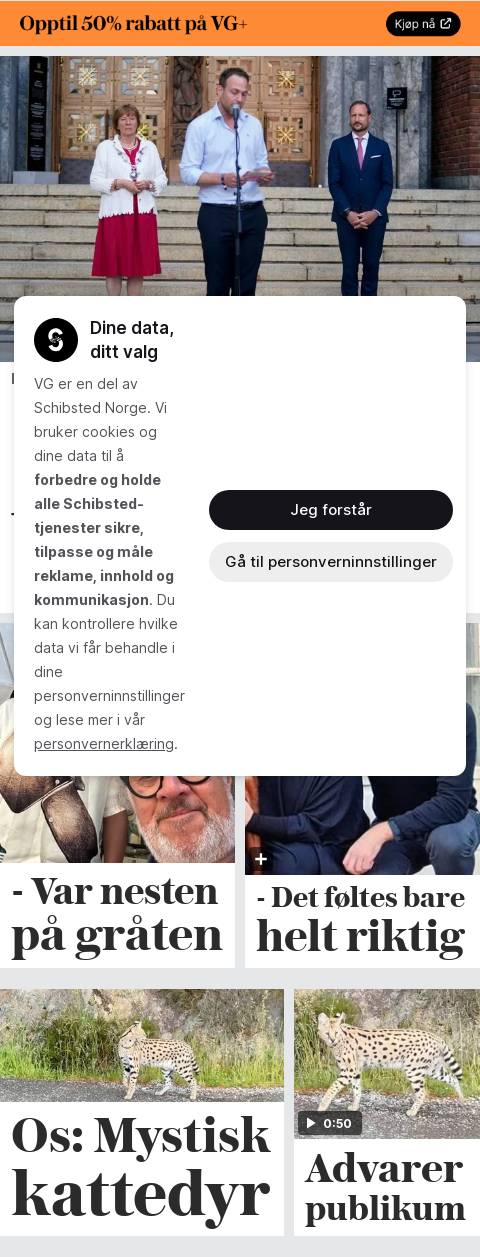 Opptil 50% rabatt på VG+
Kjøp nå
Dine data,
ditt valg
VG er en del av
Schibsted Norge. Vi
bruker cookies og
dine data til å
forbedre og holde
alle Schibsted-
tjenester sikre,
tilpasse og måle
reklame, innhold og
kommunikasjon. Du
kan kontrollere hvilke
data vi får behandle i
dine
personverninnstillinger
og lese mer i vår
personvernerklæring.
Jeg forstår
Gå til personverninnstillinger
- Var nesten
på gråten
- Det føltes bare
helt riktig
Os: Mystisk
kattedyr
0:50
Advarer
publikum